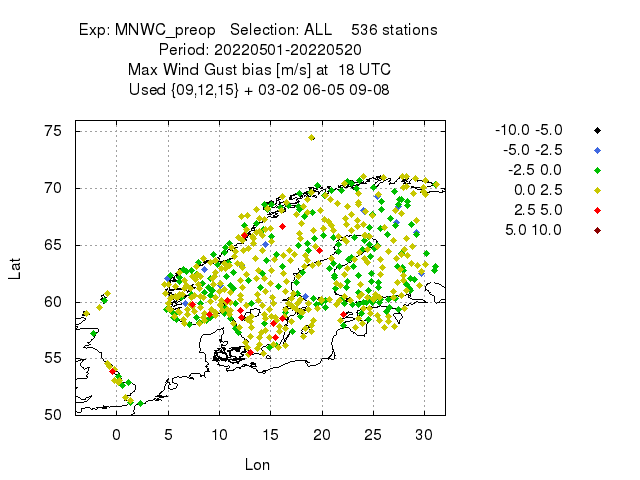 Exp: MNWC_preop Selection: ALL 536 stations
Period: 20220501-20220520
Max Wind Gust bias [m/s] at 18 UTC
Used {09,12,15} + 03-02 06-05 09-08
-10.0 -5.0
-5.0 -2.5
-2.5 0.0
0.0 2.5
2.5 5.0
5.0 10.0
75
70
65
60
55
50
Lat
0 5 10 15 20 25 30
Lon